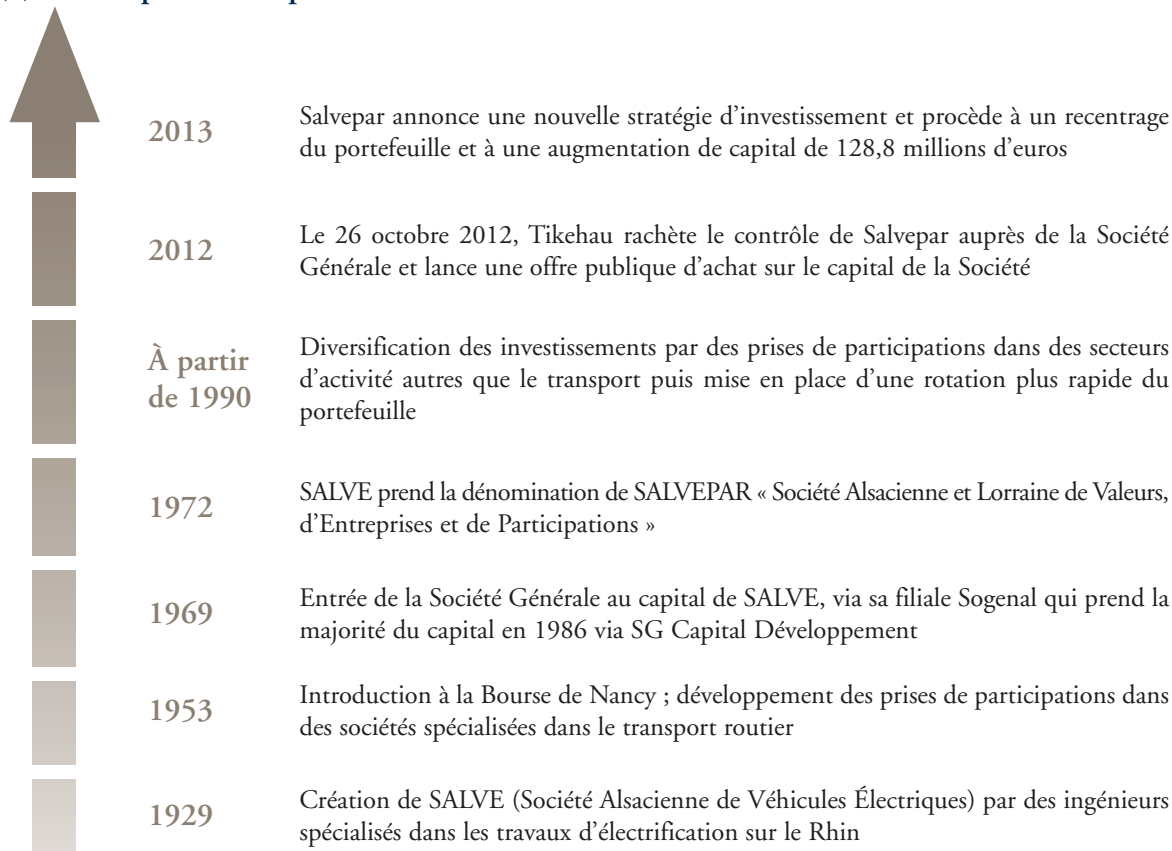 2013
Salvepar annonce une nouvelle stratégie d'investissement et procède à un recentrage
du portefeuille et à une augmentation de capital de 128,8 millions d'euros
2012
Le 26 octobre 2012, Tikehau rachète le contrôle de Salvepar auprès de la Société
Générale et lance une offre publique d'achat sur le capital de la Société
À partir
de 1990
Diversification des investissements par des prises de participations dans des secteurs
d'activité autres que le transport puis mise en place d'une rotation plus rapide du
portefeuille
1972
SALVE prend la dénomination de SALVEPAR « Société Alsacienne et Lorraine de Valeurs,
d'Entreprises et de Participations »
1969
Entrée de la Société Générale au capital de SALVE, via sa filiale Sogenal qui prend la
majorité du capital en 1986 via SG Capital Développement
1953
Introduction à la Bourse de Nancy ; développement des prises de participations dans
des sociétés spécialisées dans le transport routier
1929
Création de SALVE (Société Alsacienne de Véhicules Électriques) par des ingénieurs
spécialisés dans les travaux d'électrification sur le Rhin